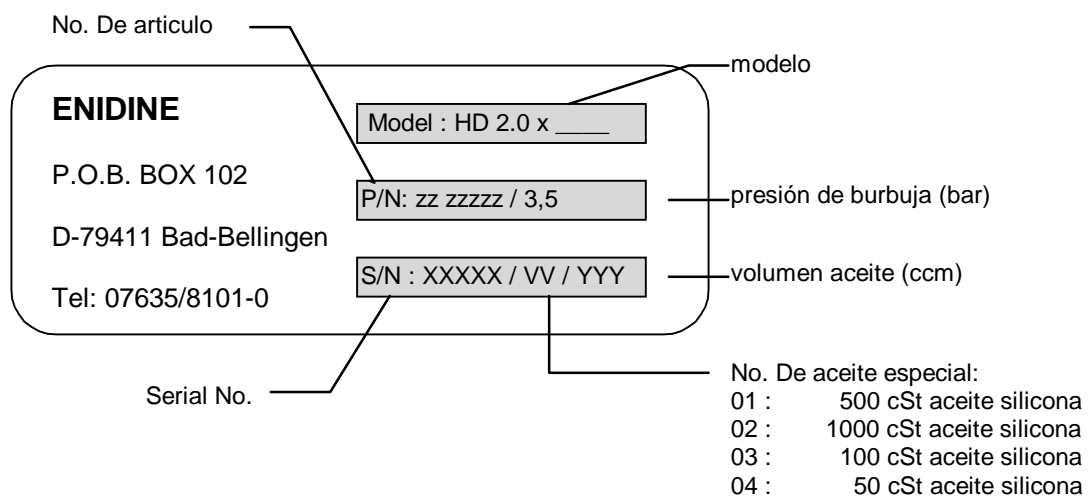 No. De articulo
modelo
ENIDINE
Model : HD 2.0 x ____
P.O.B. BOX 102
P/N: zz zzzzz / 3,5
presión de burbuja (bar)
D-79411 Bad-Bellingen
S/N : XXXXX / VV / YYY
volumen aceite (ccm)
Tel: 07635/8101-0
Serial No.
No. De aceite especial:
01 : 500 cSt aceite silicona
02 : 1000 cSt aceite silicona
03 : 100 cSt aceite silicona
04 : 50 cSt aceite silicona